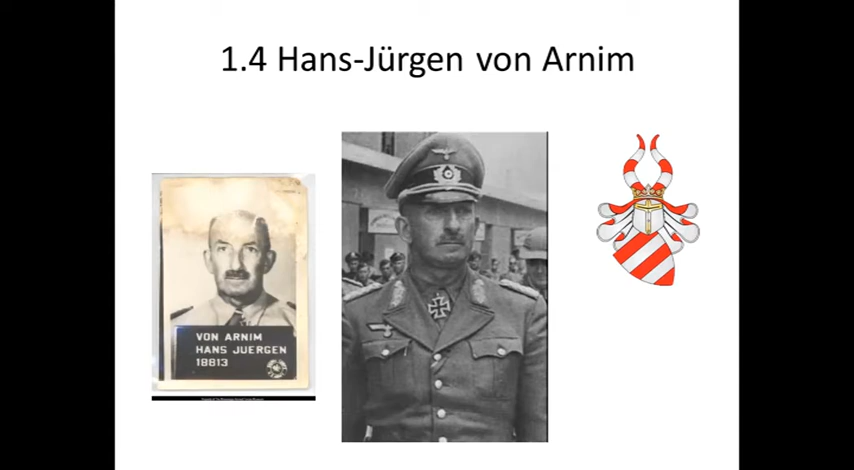 1.4 Hans-Jürgen von Arnim
VON ARNIM
HANS JUERGEN
18813